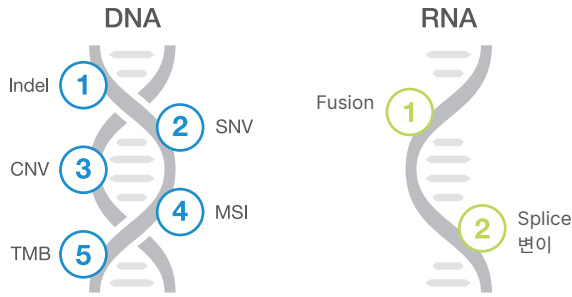 DNA
Indel 1
2 SNV
CNV 3
4 MSI
TMB 5
RNA
Fusion 1
2 Splice
변이